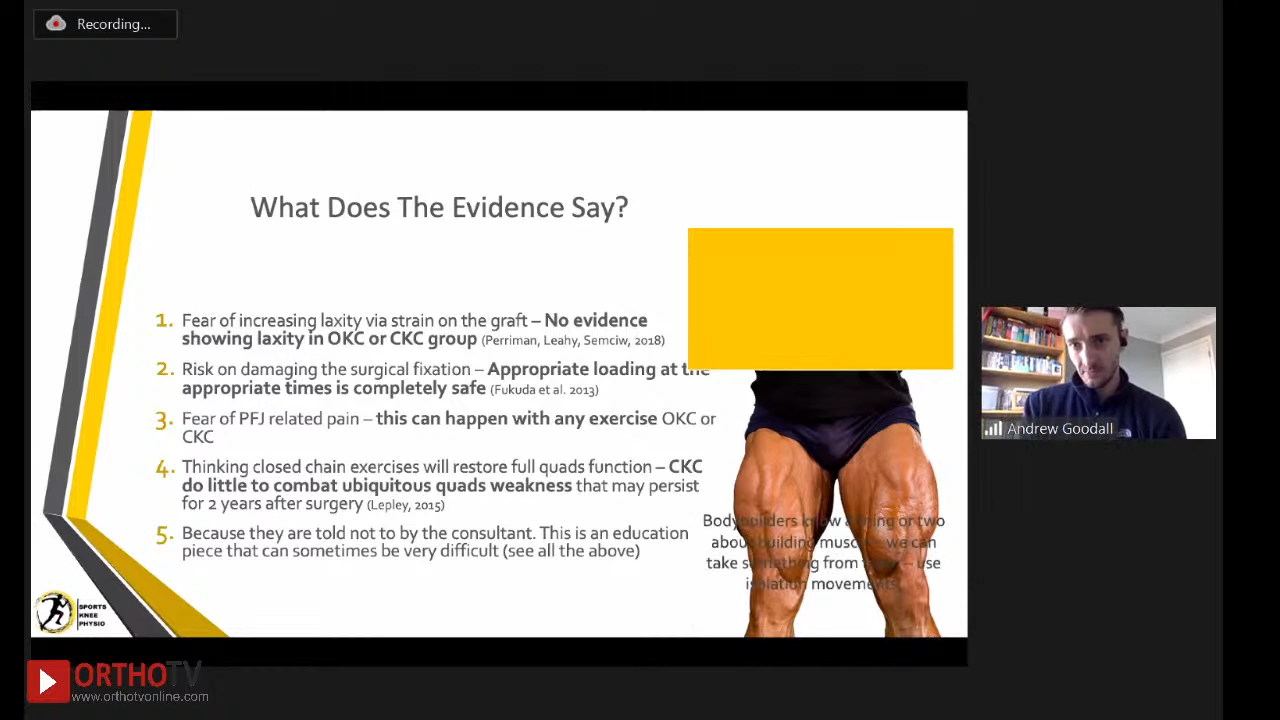 Recording...
What Does The Evidence Say?
1. Fear of increasing laxity via strain on the graft – No evidence
showing laxity in OKC or CKC group (Perriman, Leahy, Semciw, 2018)
2. Risk on damaging the surgical fixation – Appropriate loading at the
appropriate times is completely safe (Fukuda et al. 2013)
3. Fear of PFJ related pain – this can happen with any exercise OKC or
CKC
4. Thinking closed chain exercises will restore full quads function – CKC
do little to combat ubiquitous quads weakness that may persist
for 2 years after surgery (Lepley, 2015)
5. Because they are told not to by the consultant. This is an education
piece that can sometimes be very difficult (see all the above)
Bodybuilders know a thing or two
about building muscle we can
take something from – use
isolation movements
Andrew Goodall
SPORTS
KNEE
PHYSIO
ORTHOTV
www.orthotvonline.com